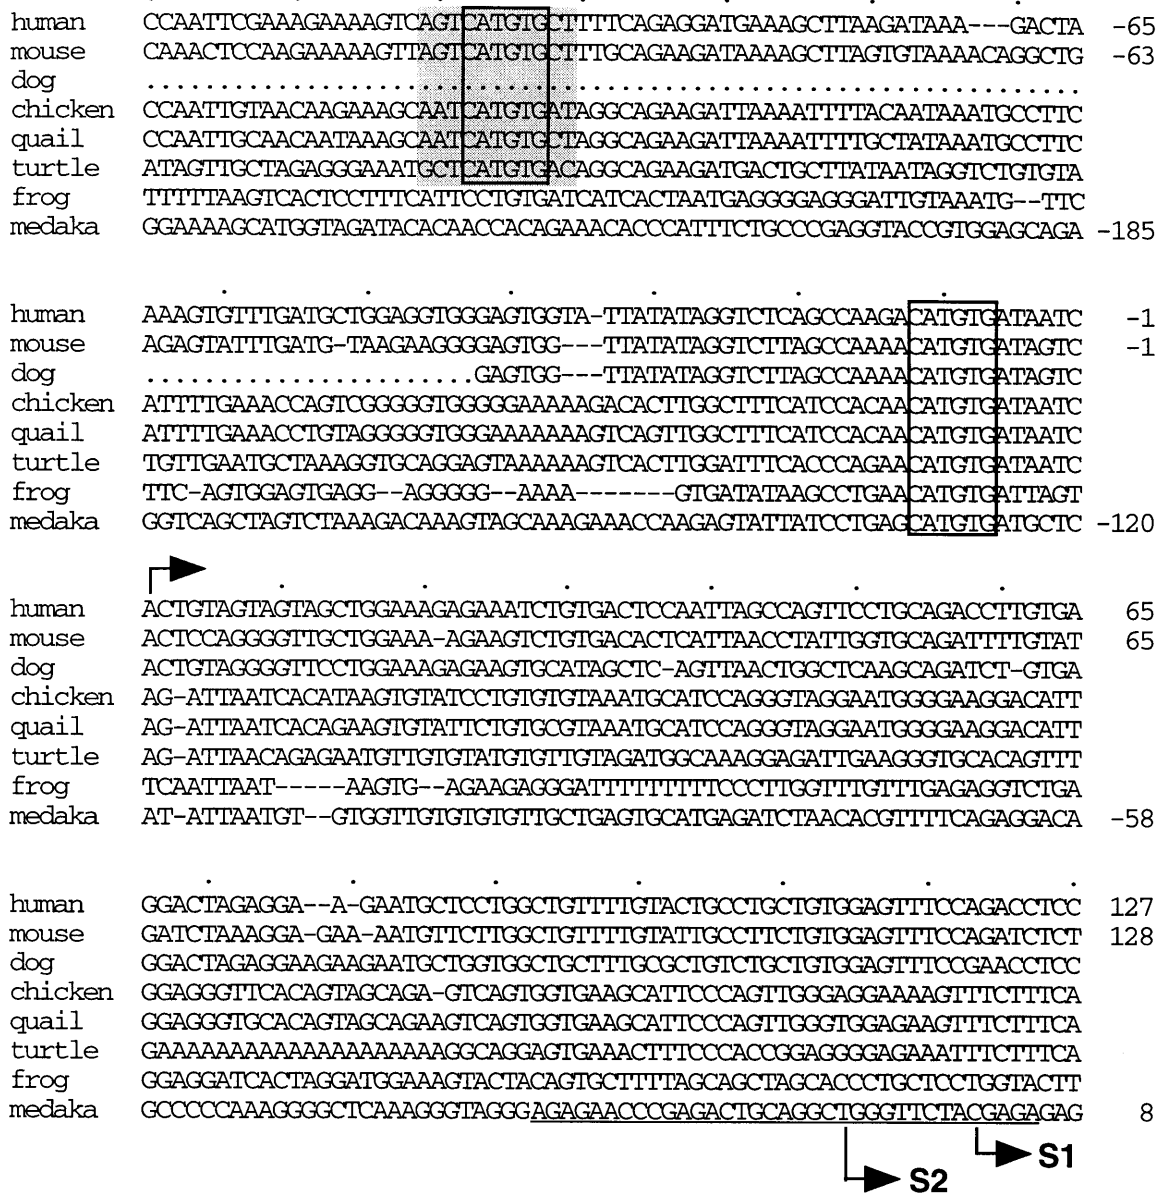 human CCAATTCGAAAGAAAAGTCAGTCATGTGCTTTTCAGAGGATGAAAGCTTAAGATAAA---GACTA -65
mouse CAAACTCCAAGAAAAAGTTAGTCATGTGCTTTGCAGAAGATAAAAGCTTAGTGTAAAACAGGCTG -63
dog .................................................................
chicken CCAATTGTAACAAGAAAGCAATCATGTGATAGGCAGAAGATTAAAATTTTACAATAAATGCCTTC
quail CCAATTGCAACAATAAAGCAATCATGTGCTAGGCAGAAGATTAAAATTTTGCTATAAATGCCTTC
turtle ATAGTTGCTAGAGGGAAATGCTCATGTGACAGGCAGAAGATGACTGCTTATAATAGGTCTGTGTA
frog TTTTTAAGTCACTCCTTTCATTCCTGTGATCATCACTAATGAGGGGAGGGATTGTAAATG--TTC
medaka GGAAAAGCATGGTAGATACACAACCACAGAAACACCCATTTCTGCCCGAGGTACCGTGGAGCAGA -185
human AAAGTGTTTGATGCTGGAGGTGGGAGTGGTA-TTATATAGGTCTCAGCCAAGACATGTGATAATC -1
mouse AGAGTATTTGATG-TAAGAAGGGGAGTGG---TTATATAGGTCTTAGCCAAAACATGTGATAGTC -1
dog .......................GAGTGG---TTATATAGGTCTTAGCCAAAACATGTGATAGTC
chicken ATTTTGAAACCAGTCGGGGGTGGGGGAAAAAGACACTTGGCTTTCATCCACAACATGTGATAATC
quail ATTTTGAAACCTGTAGGGGGTGGGAAAAAAAGTCAGTTGGCTTTCATCCACAACATGTGATAATC
turtle TGTTGAATGCTAAAGGTGCAGGAGTAAAAAAGTCACTTGGATTTCACCCAGAACATGTGATAATC
frog TTC-AGTGGAGTGAGG--AGGGGG--AAAA-------GTGATATAAGCCTGAACATGTGATTAGT
medaka GGTCAGCTAGTCTAAAGACAAAGTAGCAAAGAAACCAAGAGTATTATCCTGAGCATGTGATGCTC -120
human ACTGTAGTAGTAGCTGGAAAGAGAAATCTGTGACTCCAATTAGCCAGTTCCTGCAGACCTTGTGA 65
mouse ACTCCAGGGGTTGCTGGAAA-AGAAGTCTGTGACACTCATTAACCTATTGGTGCAGATTTTGTAT 65
dog ACTGTAGGGGTTCCTGGAAAGAGAAGTGCATAGCTC-AGTTAACTGGCTCAAGCAGATCT-GTGA
chicken AG-ATTAATCACATAAGTGTATCCTGTGTGTAAATGCATCCAGGGTAGGAATGGGGAAGGACATT
quail AG-ATTAATCACAGAAGTGTATTCTGTGCGTAAATGCATCCAGGGTAGGAATGGGGAAGGACATT
turtle AG-ATTAACAGAGAATGTTGTGTATGTGTTGTAGATGGCAAAGGAGATTGAAGGGTGCACAGTTT
frog TCAATTAAT-----AAGTG--AGAAGAGGGATTTTTTTTTCCCTTGGTTTGTTTGAGAGGTCTGA
medaka AT-ATTAATGT--GTGGTTGTGTGTGTTGCTGAGTGCATGAGATCTAACACGTTTTCAGAGGACA -58
human GGACTAGAGGA--A-GAATGCTCCTGGCTGTTTTGTACTGCCTGCTGTGGAGTTTCCAGACCTCC 127
mouse GATCTAAAGGA-GAA-AATGTTCTTGGCTGTTTTGTATTGCCTTCTGTGGAGTTTCCAGATCTCT 128
dog GGACTAGAGGAAGAAGAATGCTGGTGGCTGCTTTGCGCTGTCTGCTGTGGAGTTTCCGAACCTCC
chicken GGAGGGTTCACAGTAGCAGA-GTCAGTGGTGAAGCATTCCCAGTTGGGAGGAAAAGTTTCTTTCA
quail GGAGGGTGCACAGTAGCAGAAGTCAGTGGTGAAGCATTCCCAGTTGGGTGGAGAAGTTTCTTTCA
turtle GAAAAAAAAAAAAAAAAAAAAAGGCAGGAGTGAAACTTTCCCACCGGAGGGGAGAAATTTCTTTCA
frog GGAGGATCACTAGGATGGAAAGTACTACAGTGCTTTTAGCAGCTAGCACCCTGCTCCTGGTACTT
medaka GCCCCCAAAGGGGCTCAAAGGGTAGGGAGAGAACCCGAGACTGCAGGCTGGGTTCTACGAGAGAG 8
S1
S2